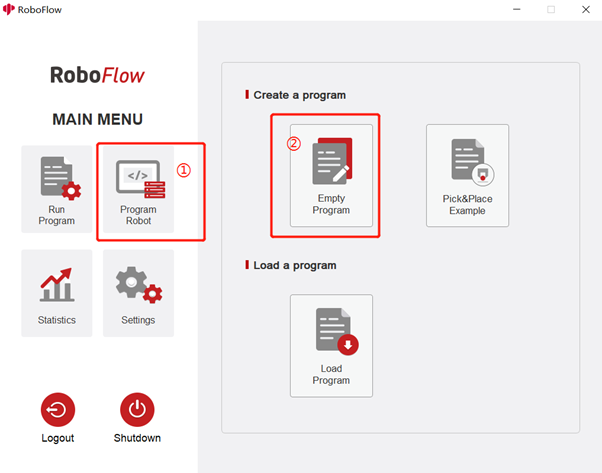 RoboFlow
RoboFlow
MAIN MENU
Run
Program
</>
Program
Robot
①
Statistics
Settings
Logout
Shutdown
Create a program
②
Empty
Program
Pick&Place
Example
Load a program
Load
Program